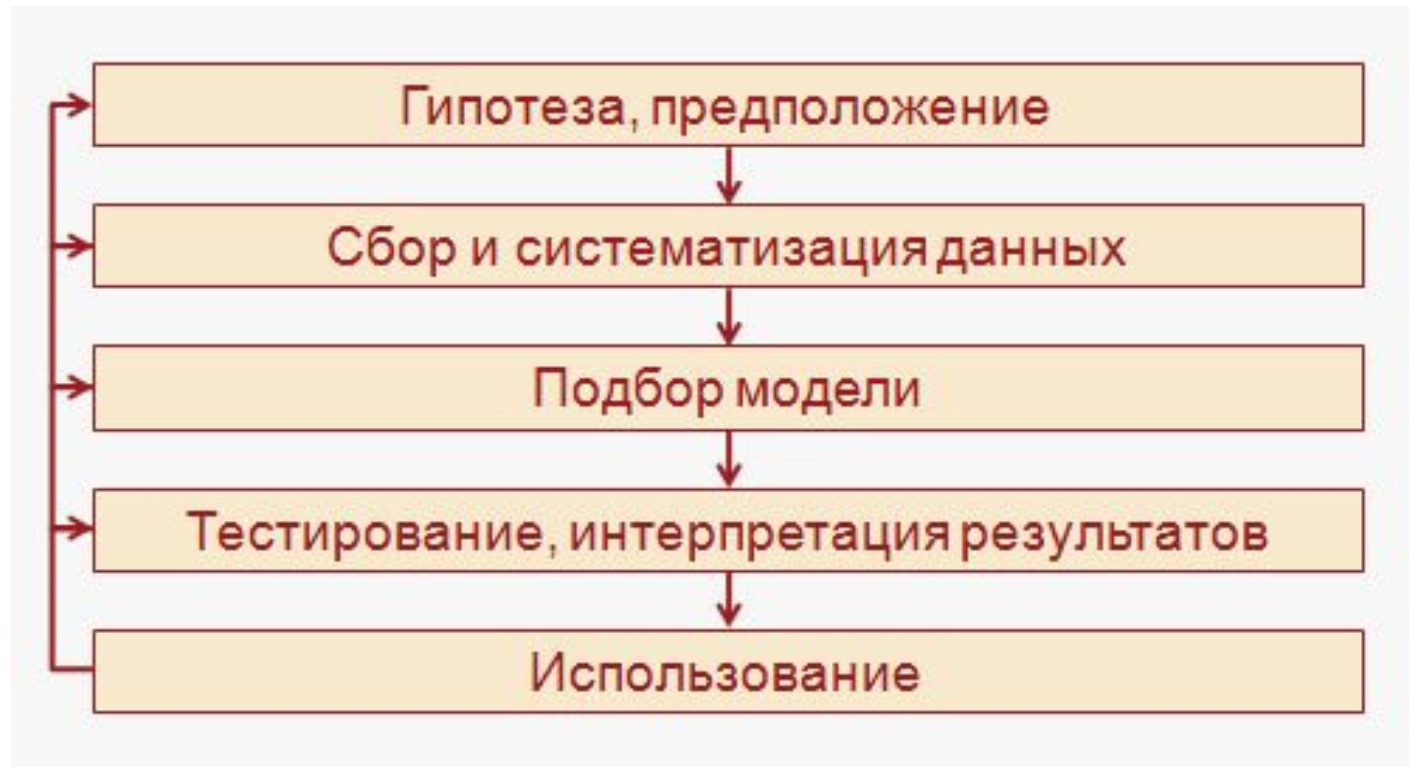 Гипотеза, предположение
Сбор и систематизация данных
Подбор модели
Тестирование, интерпретация результатов
Использование